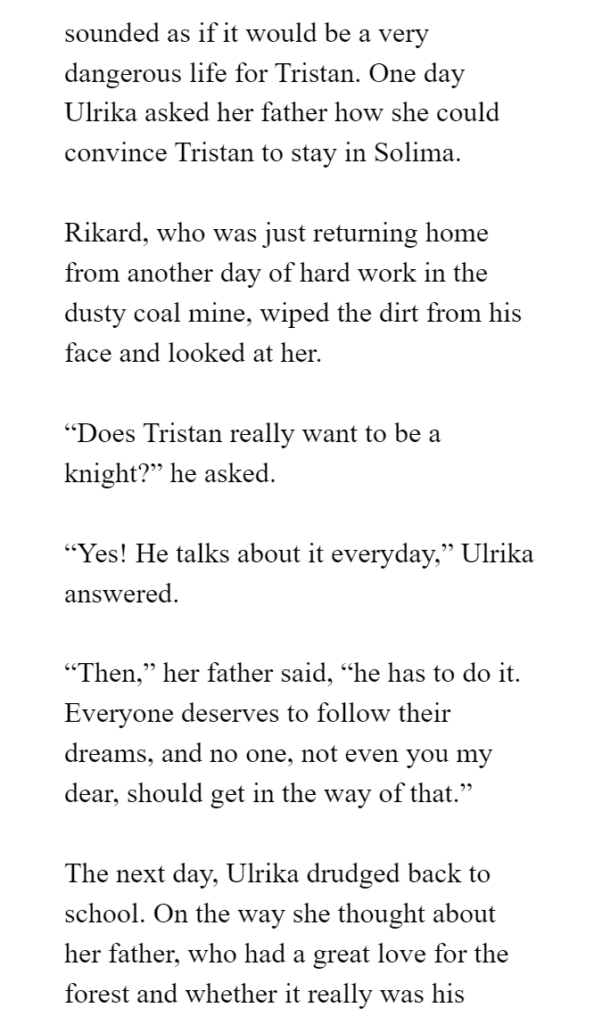 sounded as if it would be a very
dangerous life for Tristan. One day
Ulrika asked her father how she could
convince Tristan to stay in Solima.
Rikard, who was just returning home
from another day of hard work in the
dusty coal mine, wiped the dirt from his
face and looked at her.
“Does Tristan really want to be a
knight?” he asked.
“Yes! He talks about it everyday,” Ulrika
answered.
“Then,” her father said, “he has to do it.
Everyone deserves to follow their
dreams, and no one, not even you my
dear, should get in the way of that.”
The next day, Ulrika drudged back to
school. On the way she thought about
her father, who had a great love for the
forest and whether it really was his